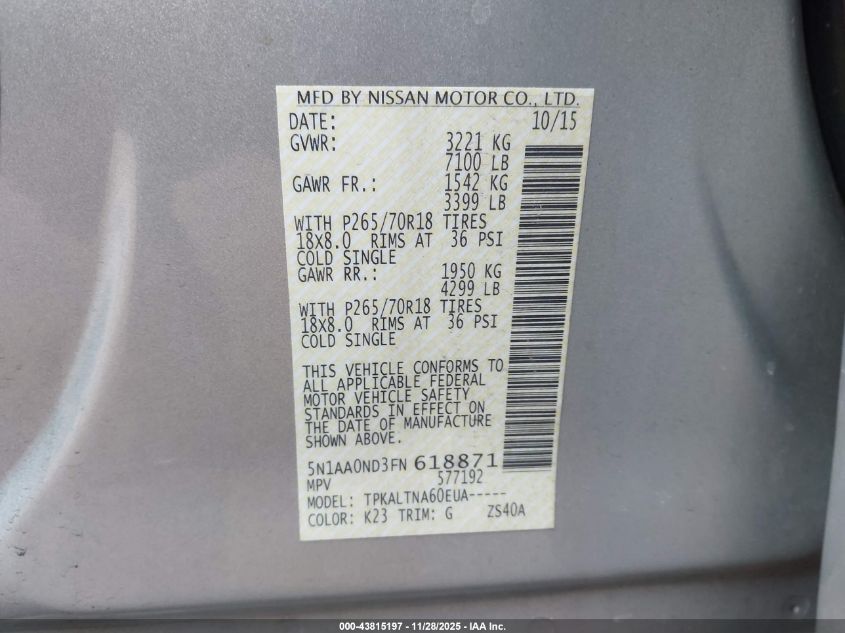 MFD BY NISSAN MOTOR CO., LTD.
DATE: 10/15
GVWR: 3221 KG
7100 LB
GAWR FR.: 1542 KG
3399 LB
WITH P265/70R18 TIRES
18X8.0 RIMS AT 36 PSI
COLD SINGLE
GAWR RR.: 1950 KG
4299 LB
WITH P265/70R18 TIRES
18X8.0 RIMS AT 36 PSI
COLD SINGLE
THIS VEHICLE CONFORMS TO
ALL APPLICABLE FEDERAL
MOTOR VEHICLE SAFETY
STANDARDS IN EFFECT ON
THE DATE OF MANUFACTURE
SHOWN ABOVE.
5N1AA0ND3FN 618871
MPV 577192
MODEL: TPKALTNA60EUA-----
COLOR: K23 TRIM: G ZS40A
000-43815197 - 11/28/2025 - IAA Inc.